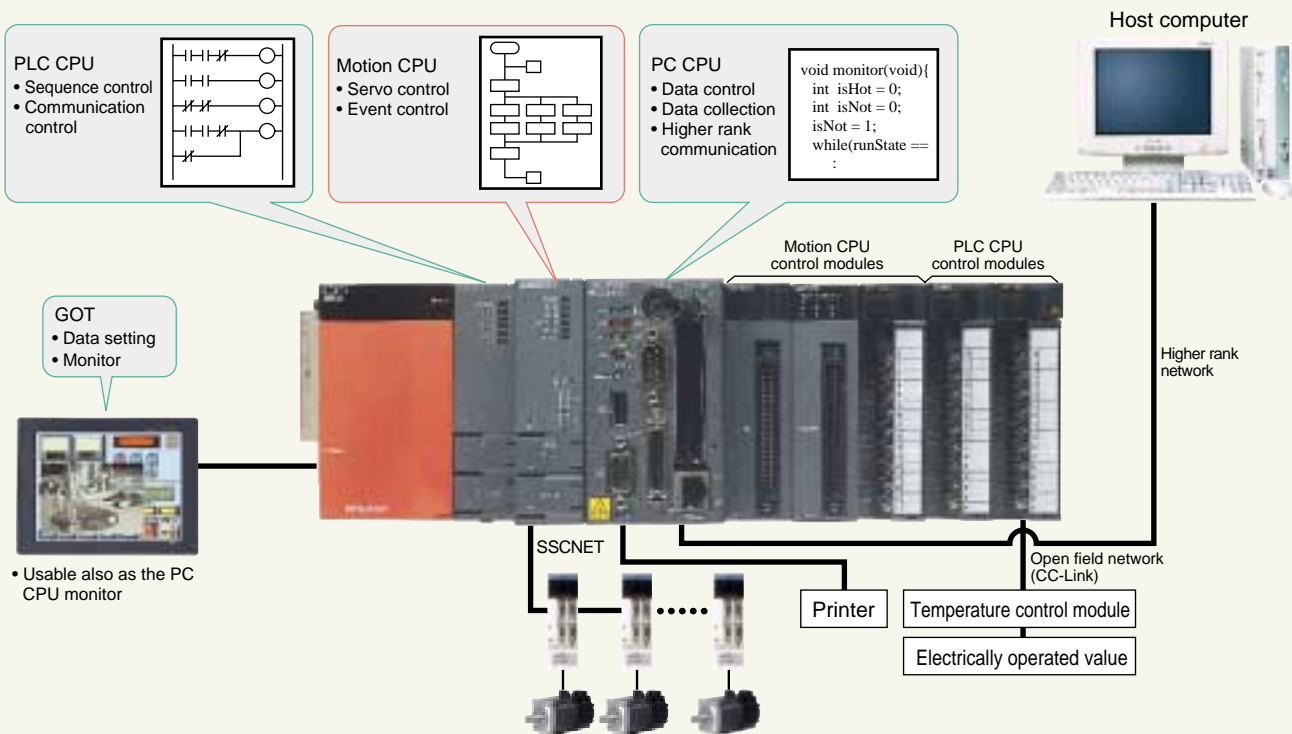 Host computer
PLC CPU
• Sequence control
• Communication
control
Motion CPU
• Servo control
• Event control
PC CPU
• Data control
• Data collection
• Higher rank
communication
void monitor(void){
int isHot = 0;
int isNot = 0;
isNot = 1;
while(runState ==
:
Motion CPU
control modules
PLC CPU
control modules
GOT
• Data setting
• Monitor
Higher rank
network
• Usable also as the PC
CPU monitor
SSCNET
Open field network
(CC-Link)
Printer
Temperature control module
Electrically operated value